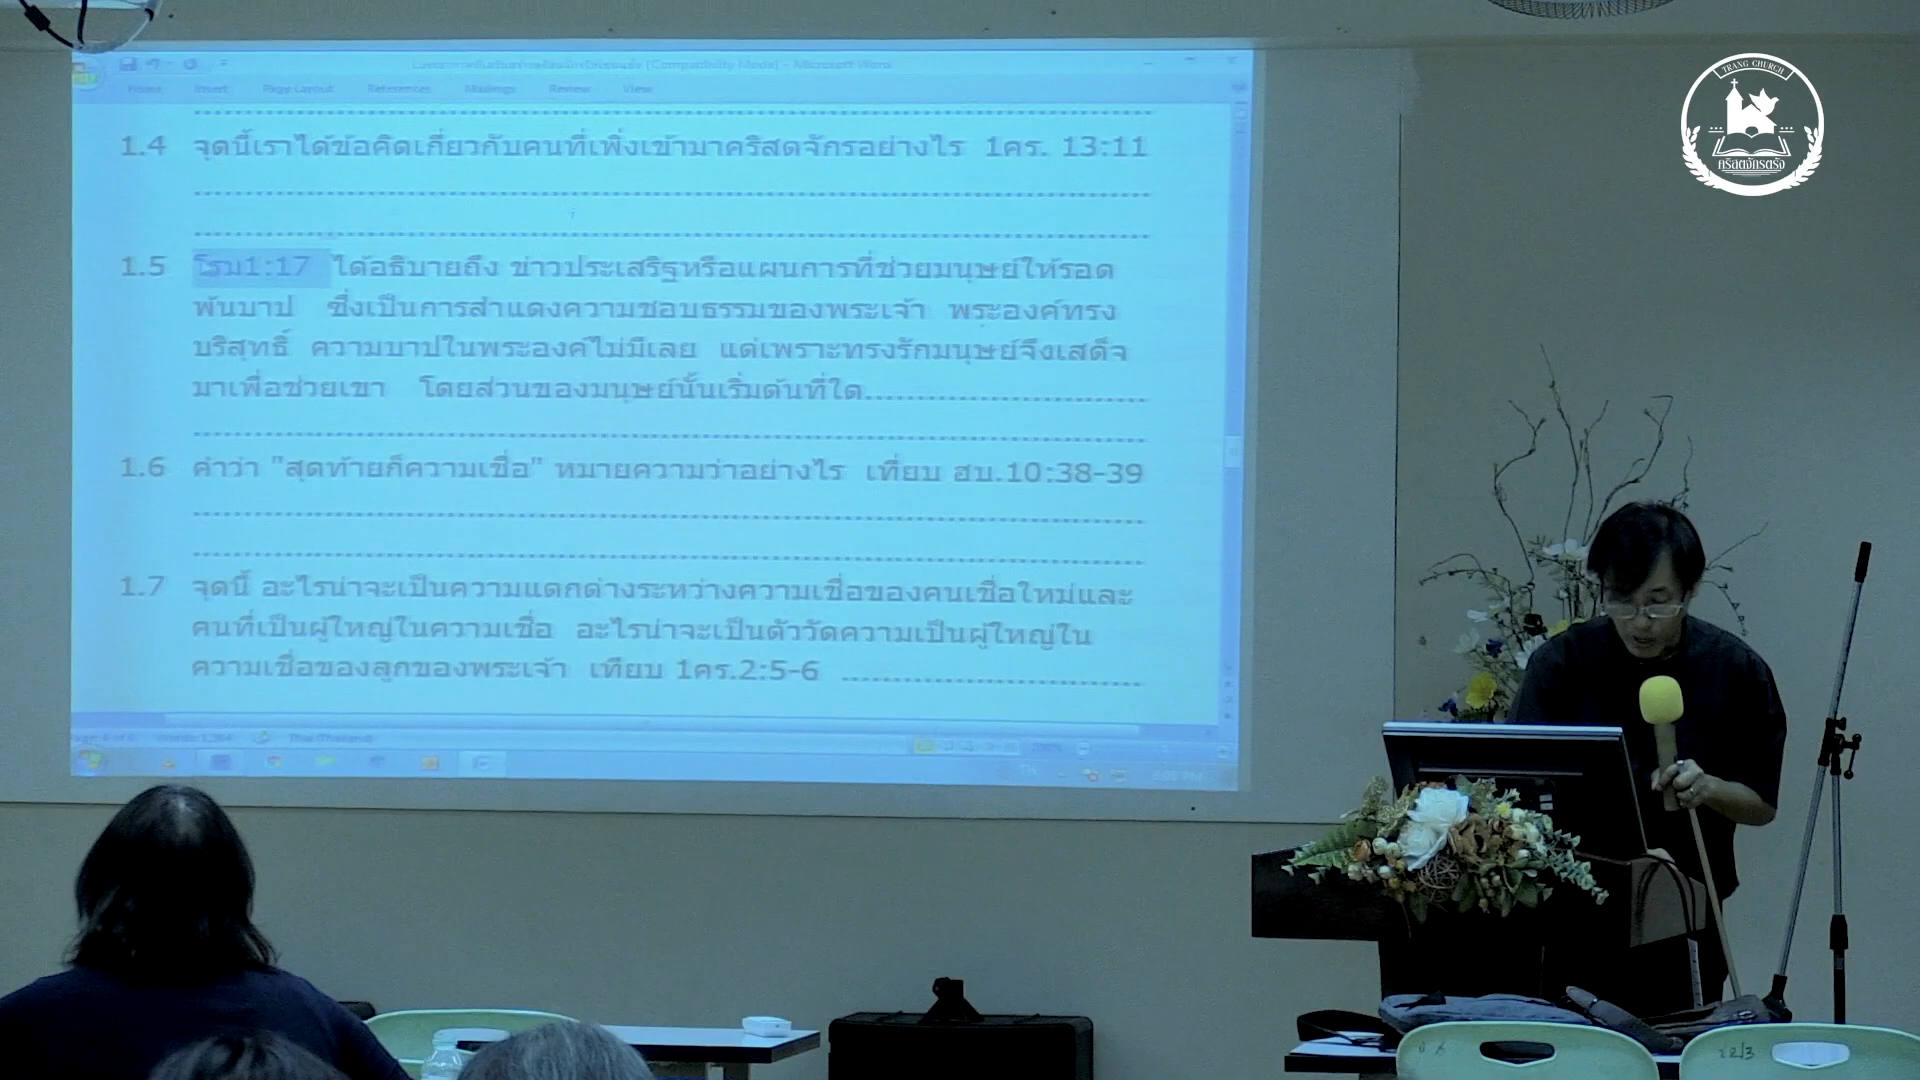 [Compatibility Mode] - Microsoft Word
Home Insert Page Layout References Mailings Review View
1.4 จุดนี้เราได้ข้อคิดเกี่ยวกับคนที่เพิ่งเข้ามาคริสตจักรอย่างไร 1คร. 13:11
1.5 โรม1:17 ได้อธิบายถึง ข่าวประเสริฐหรือแผนการที่ช่วยมนุษย์ให้รอด
พ้นบาป ซึ่งเป็นการสำแดงความชอบธรรมของพระเจ้า พระองค์ทรง
บริสุทธิ์ ความบาปในพระองค์ไม่มีเลย แต่เพราะทรงรักมนุษย์จึงเสด็จ
มาเพื่อช่วยเขา โดยส่วนของมนุษย์นั้นเริ่มต้นที่ใด
1.6 คำว่า "สุดท้ายก็ความเชื่อ" หมายความว่าอย่างไร เทียบ ฮบ.10:38-39
1.7 จุดนี้ อะไรน่าจะเป็นความแตกต่างระหว่างความเชื่อของคนเชื่อใหม่และ
คนที่เป็นผู้ใหญ่ในความเชื่อ อะไรน่าจะเป็นตัววัดความเป็นผู้ใหญ่ใน
ความเชื่อของลูกของพระเจ้า เทียบ 1คร.2:5-6
TRANG CHURCH
คริสตจักรตรัง